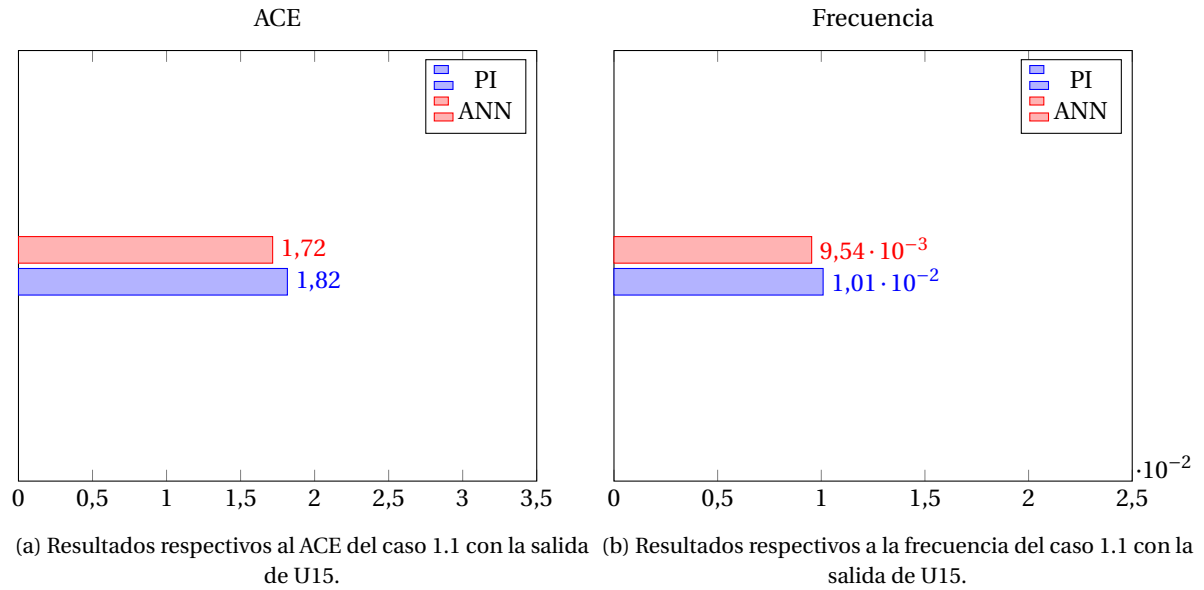 ACE
PI
ANN
1,72
1,82
0 0,5 1 1,5 2 2,5 3 3,5
(a) Resultados respectivos al ACE del caso 1.1 con la salida
de U15.
Frecuencia
PI
ANN
9,54 · 10⁻³
1,01 · 10⁻²
·10⁻²
0 0,5 1 1,5 2 2,5
(b) Resultados respectivos a la frecuencia del caso 1.1 con la
salida de U15.